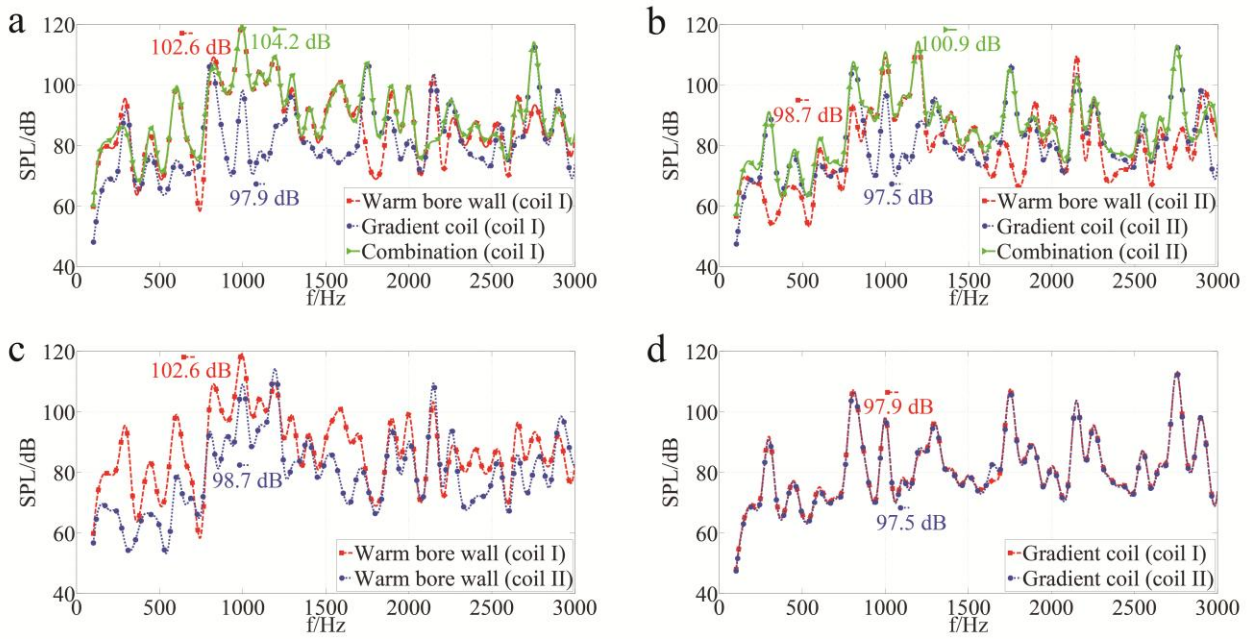 a
120
100
80
60
40
SPL/dB
102.6 dB
104.2 dB
97.9 dB
Warm bore wall (coil I)
Gradient coil (coil I)
Combination (coil I)
0 500 1000 1500 2000 2500 3000
f/Hz
b
120
100
80
60
40
SPL/dB
100.9 dB
98.7 dB
97.5 dB
Warm bore wall (coil II)
Gradient coil (coil II)
Combination (coil II)
0 500 1000 1500 2000 2500 3000
f/Hz
c
120
100
80
60
40
SPL/dB
102.6 dB
98.7 dB
Warm bore wall (coil I)
Warm bore wall (coil II)
0 500 1000 1500 2000 2500 3000
f/Hz
d
120
100
80
60
40
SPL/dB
97.9 dB
97.5 dB
Gradient coil (coil I)
Gradient coil (coil II)
0 500 1000 1500 2000 2500 3000
f/Hz